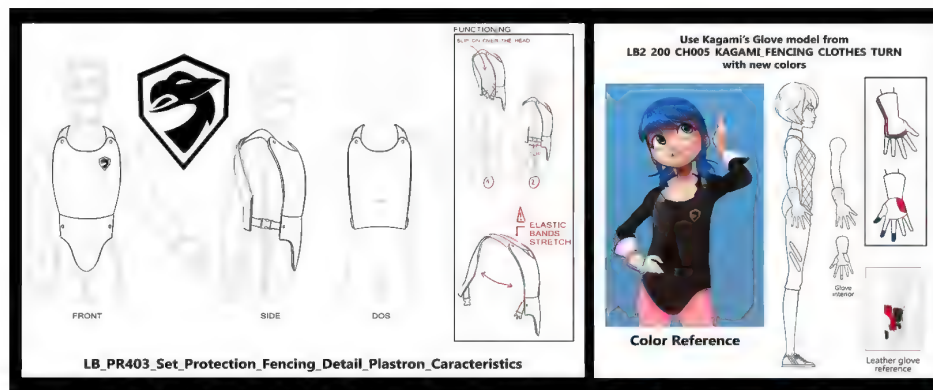 FUNCTIONING
SLIP ON OVER THE HEAD
1
2
ELASTIC
BANDS
STRETCH
FRONT
SIDE
DOS
LB_PR403_Set_Protection_Fencing_Detail_Plastron_Caracteristics
Use Kagami's Glove model from
LB2 200 CH005 KAGAMI_FENCING CLOTHES TURN
with new colors
Color Reference
Glove
interior
Leather glove
reference